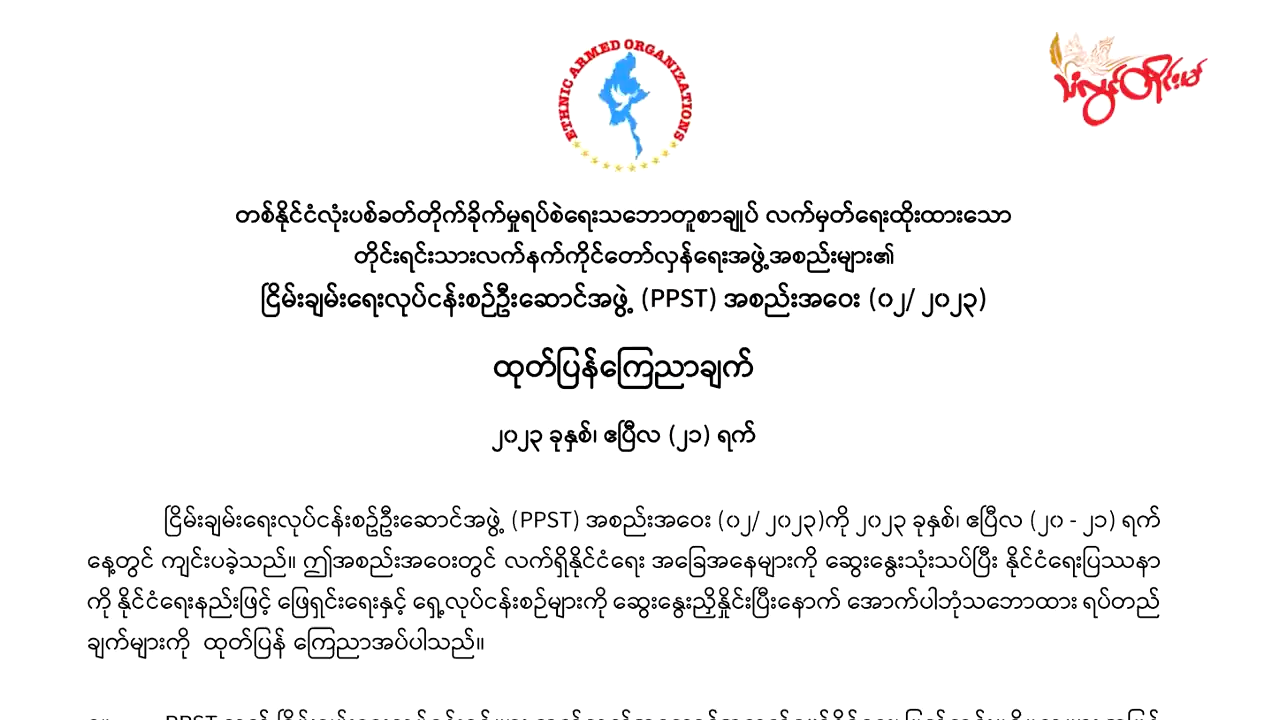 ETHNIC ARMED ORGANIZATIONS
သံလွင်တိုင်းမ်
တစ်နိုင်ငံလုံးပစ်ခတ်တိုက်ခိုက်မှုရပ်စဲရေးသဘောတူစာချုပ် လက်မှတ်ရေးထိုးထားသော
တိုင်းရင်းသားလက်နက်ကိုင်တော်လှန်ရေးအဖွဲ့အစည်းများ၏
ငြိမ်းချမ်းရေးလုပ်ငန်းစဉ်ဦးဆောင်အဖွဲ့ (PPST) အစည်းအဝေး (၀၂/ ၂၀၂၃)
ထုတ်ပြန်ကြေညာချက်
၂၀၂၃ ခုနှစ်၊ ဧပြီလ (၂၁) ရက်
ငြိမ်းချမ်းရေးလုပ်ငန်းစဥ်ဦးဆောင်အဖွဲ့ (PPST) အစည်းအဝေး (၀၂/ ၂၀၂၃)ကို ၂၀၂၃ ခုနှစ်၊ ဧပြီလ (၂၀ - ၂၁) ရက်
နေ့တွင် ကျင်းပခဲ့သည်။ ဤအစည်းအဝေးတွင် လက်ရှိနိုင်ငံရေး အခြေအနေများကို ဆွေးနွေးသုံးသပ်ပြီး နိုင်ငံရေးပြဿနာ
ကို နိုင်ငံရေးနည်းဖြင့် ဖြေရှင်းရေးနှင့် ရှေ့လုပ်ငန်းစဉ်များကို ဆွေးနွေးညှိနှိုင်းပြီးနောက် အောက်ပါဘုံသဘောထား ရပ်တည်
ချက်များကို ထုတ်ပြန် ကြေညာအပ်ပါသည်။